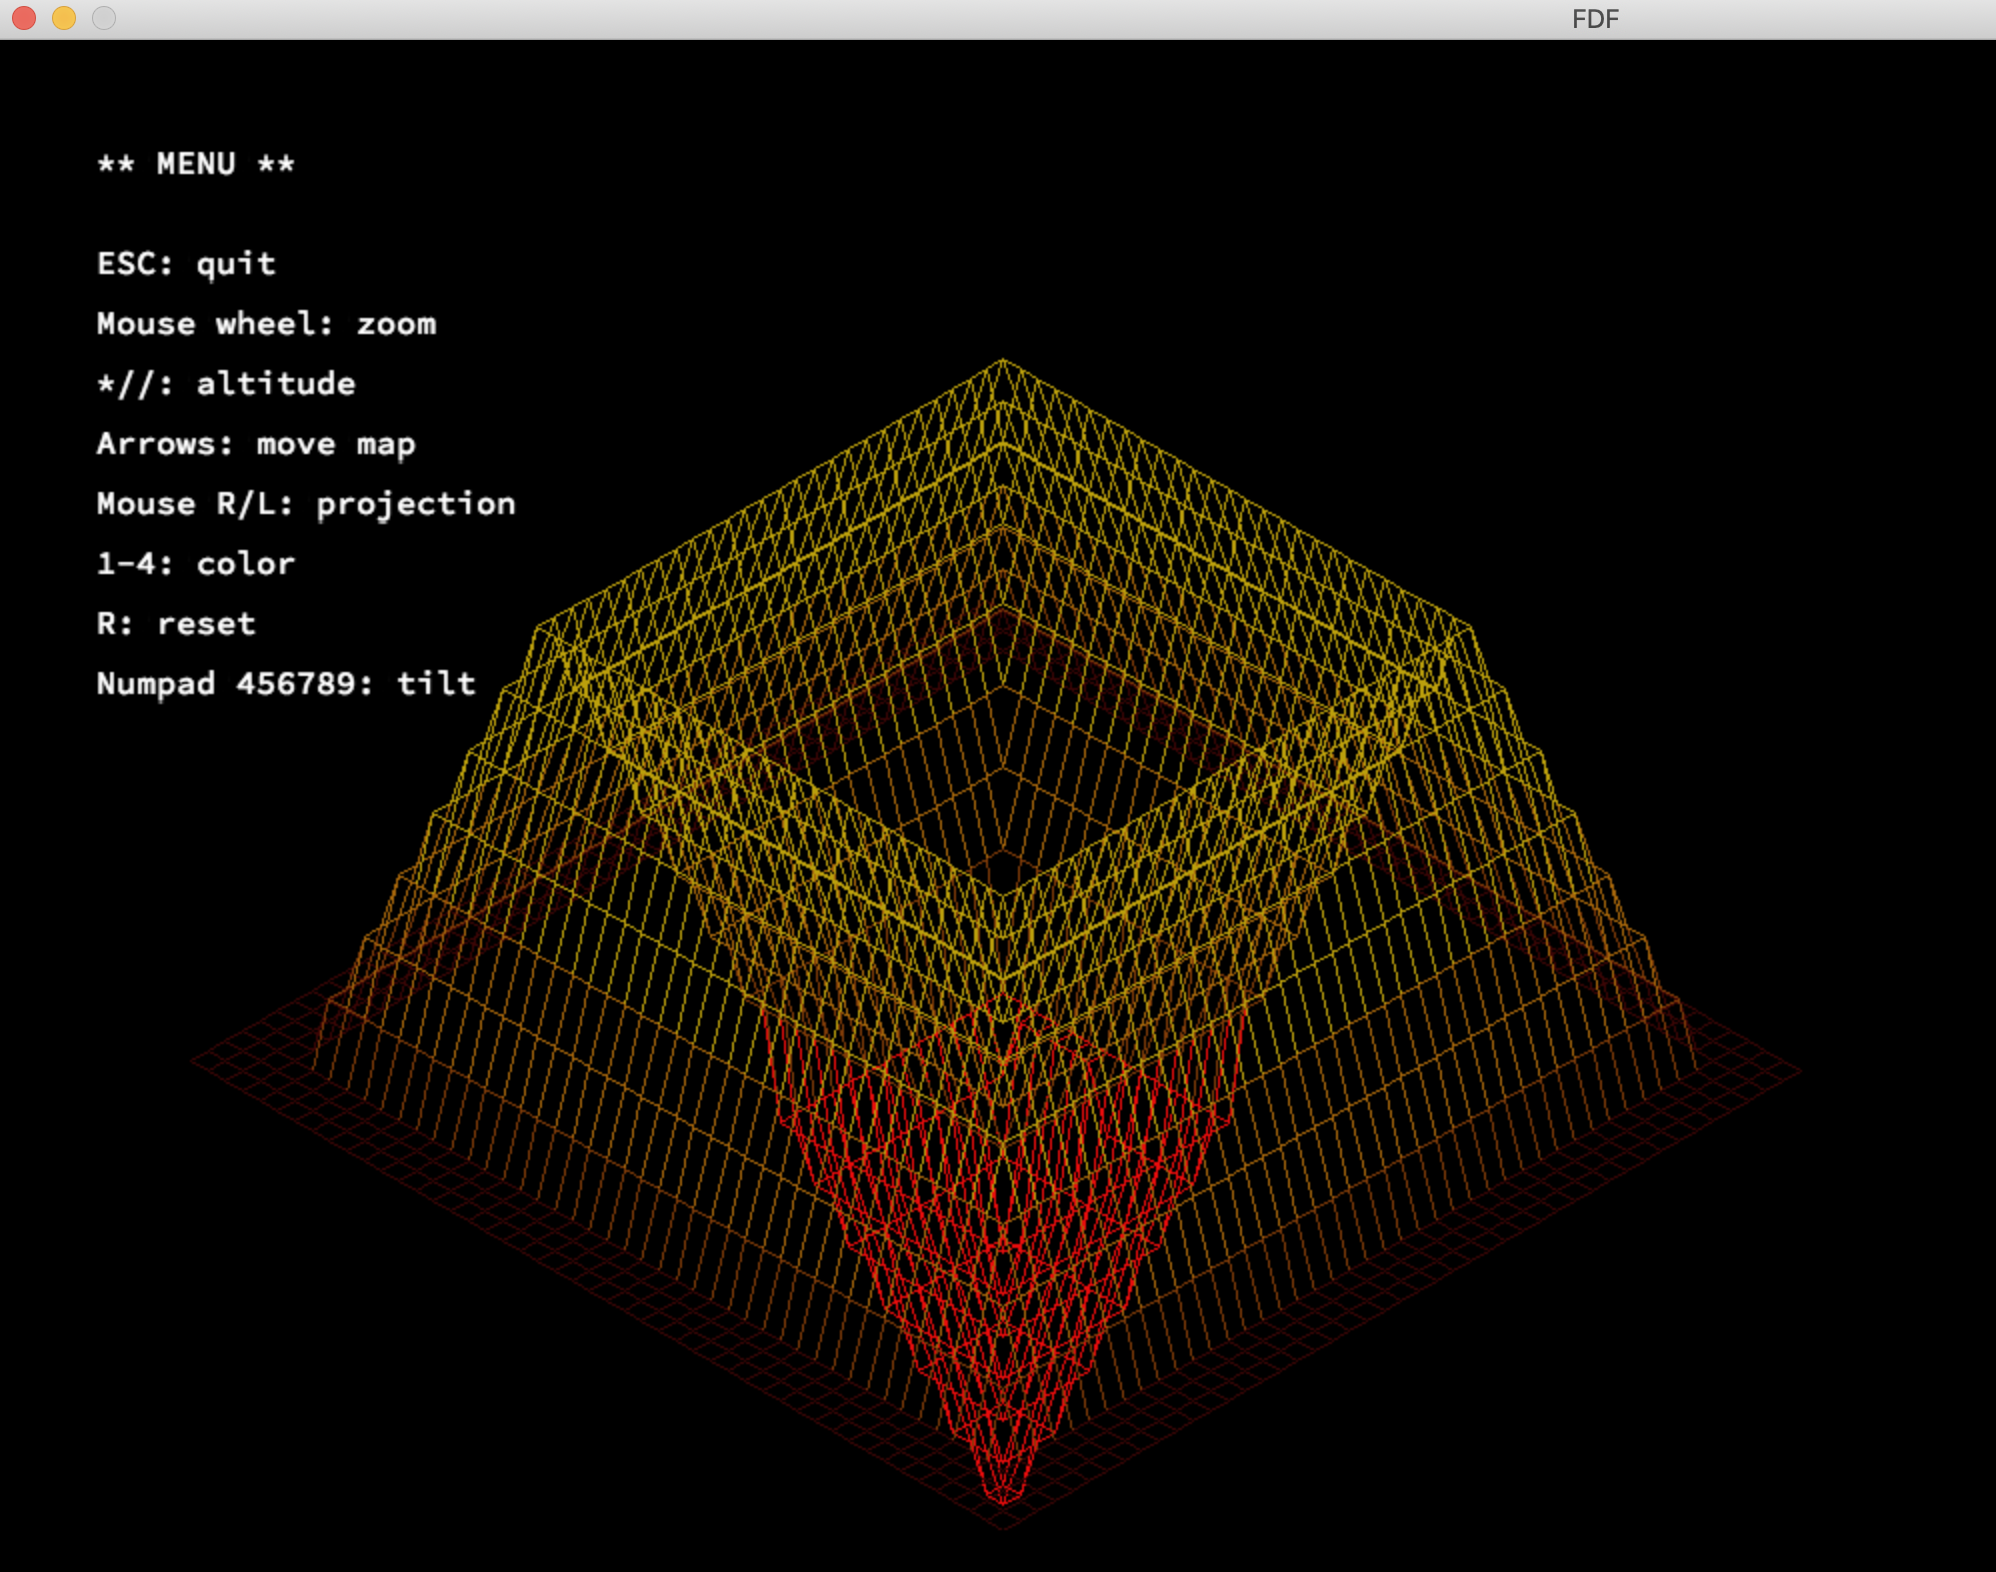 FDF
** MENU **
ESC: quit
Mouse wheel: zoom
*//: altitude
Arrows: move map
Mouse R/L: projection
1-4: color
R: reset
Numpad 456789: tilt